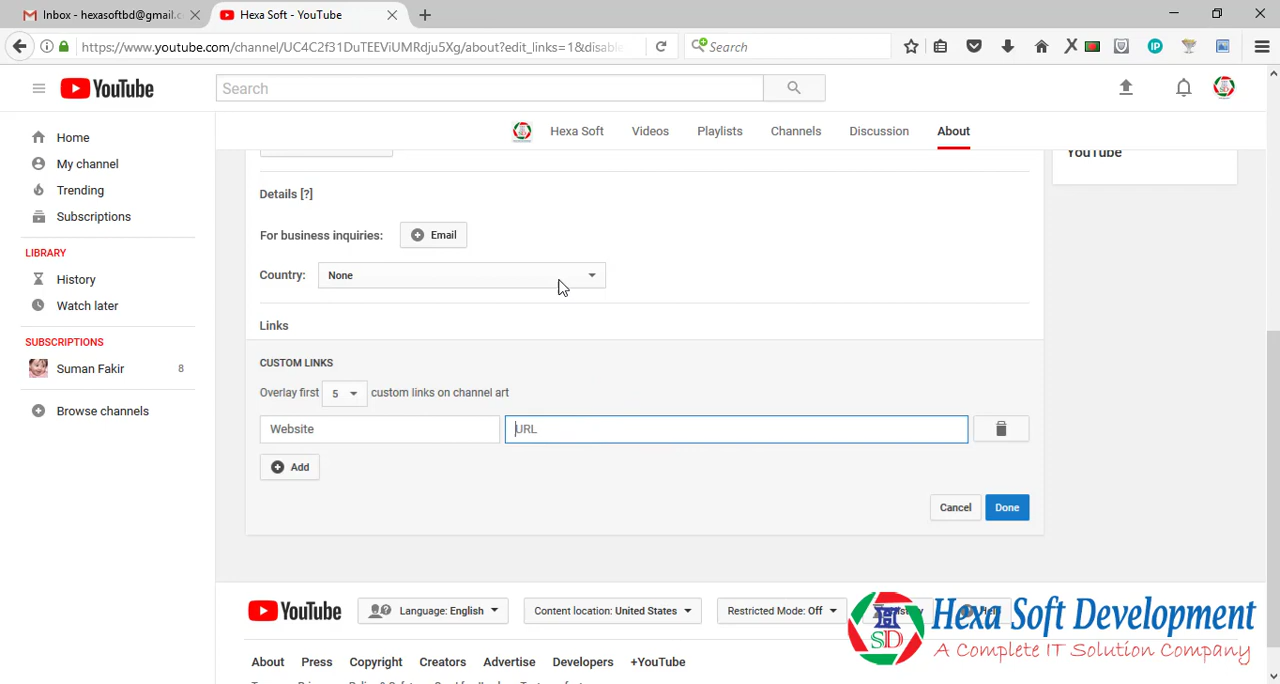 Inbox - hexasoftbd@gmail.c
Hexa Soft - YouTube
https://www.youtube.com/channel/UC4C2f31DuTEEViUMRdju5Xg/about?edit_links=1&disable
Search
YouTube
Search
Home
My channel
Trending
Subscriptions
LIBRARY
History
Watch later
SUBSCRIPTIONS
Suman Fakir 8
Browse channels
Hexa Soft Videos Playlists Channels Discussion About
YouTube
Details [?]
For business inquiries: Email
Country: None
Links
CUSTOM LINKS
Overlay first 5 custom links on channel art
Website URL
Add
Cancel Done
YouTube Language: English Content location: United States Restricted Mode: Off
HSD
Hexa Soft Development
A Complete IT Solution Company
About Press Copyright Creators Advertise Developers +YouTube